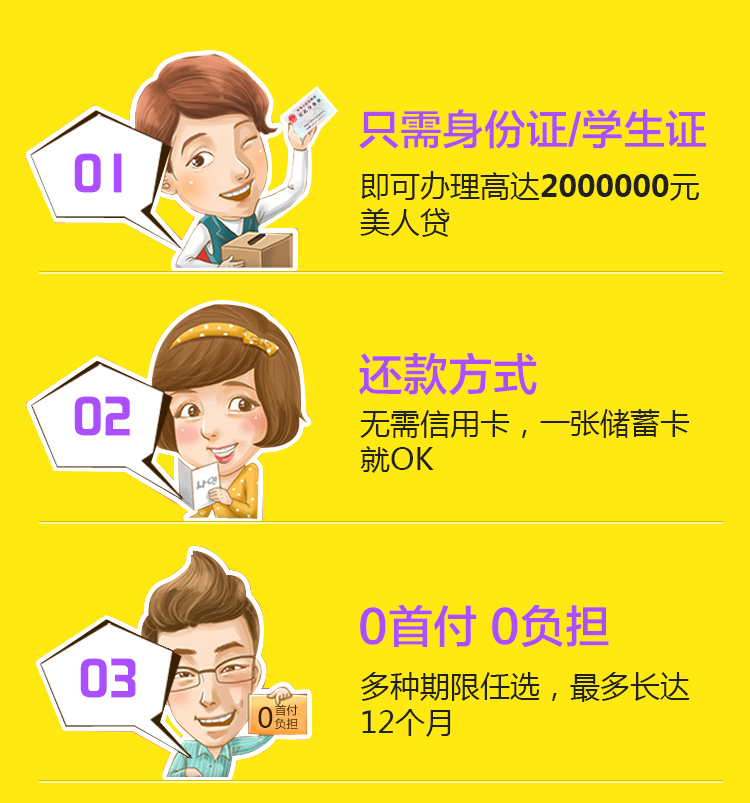 01
只需身份证/学生证
即可办理高达2000000元
美人贷
02
还款方式
无需信用卡，一张储蓄卡
就OK
03
0首付 0负担
多种期限任选，最多长达
12个月
0首付
负担